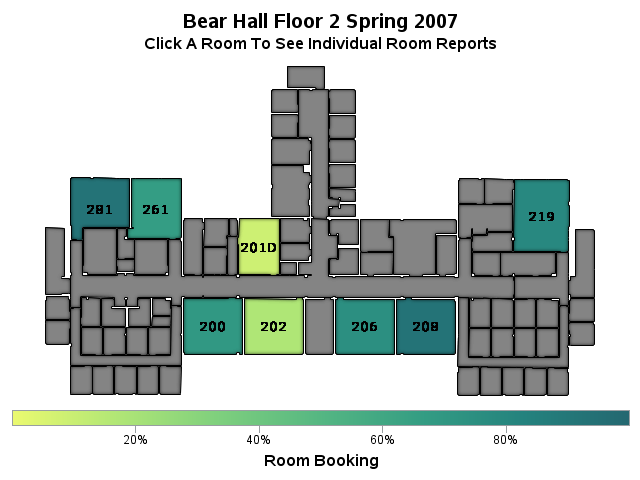 Bear Hall Floor 2 Spring 2007
Click A Room To See Individual Room Reports
281
261
219
201D
200
202
206
208
20%
40%
60%
80%
Room Booking